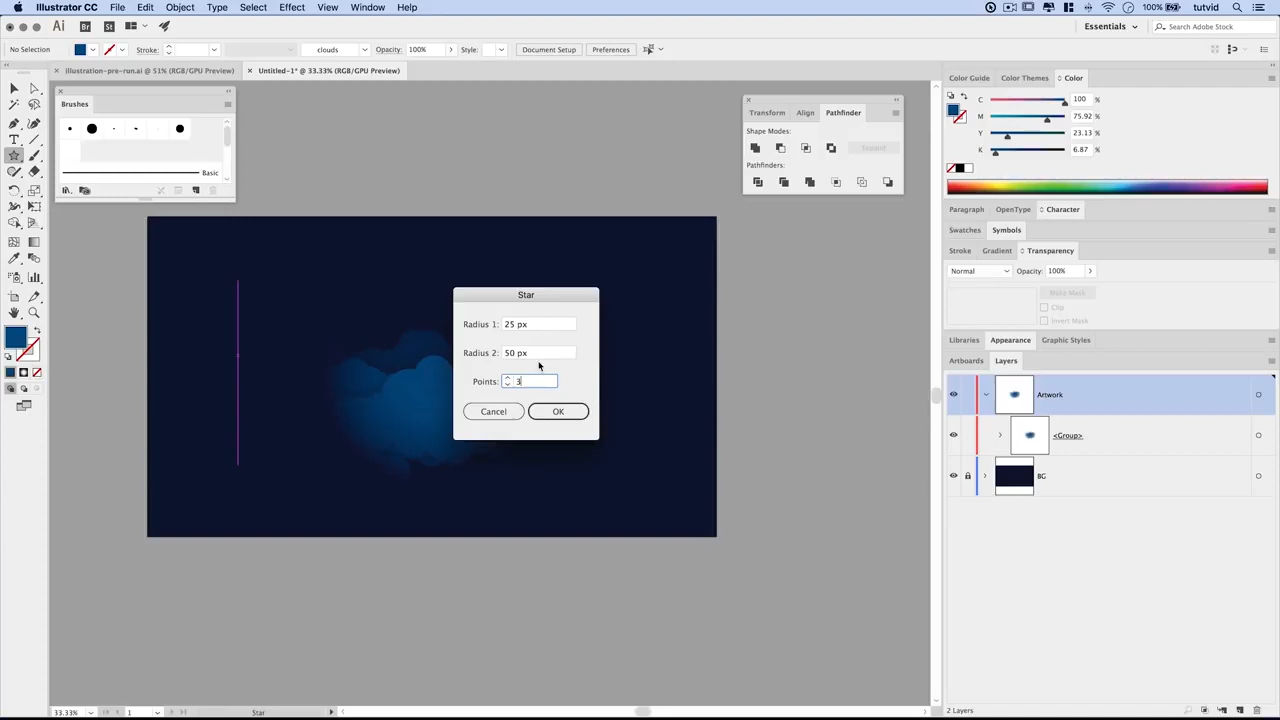 Illustrator CC File Edit Object Type Select Effect View Window Help 100% tutvid
Ai Br St Essentials Search Adobe Stock
No Selection Stroke: clouds Opacity: 100% Style: Document Setup Preferences
illustration-pre-run.ai @ 51% (RGB/GPU Preview) Untitled-1* @ 33.33% (RGB/GPU Preview)
Brushes
Basic
Transform Align Pathfinder
Shape Modes:
Expand
Pathfinders:
Color Guide Color Themes Color
C 100 %
M 75.92 %
Y 23.13 %
K 6.87 %
Paragraph OpenType Character
Swatches Symbols
Stroke Gradient Transparency
Normal Opacity: 100%
Make Mask
Clip
Invert Mask
Libraries Appearance Graphic Styles
Artboards Layers
Artwork
<Group>
BG
2 Layers
Star
Radius 1: 25 px
Radius 2: 50 px
Points: 3
Cancel OK
33.33% 1 Star